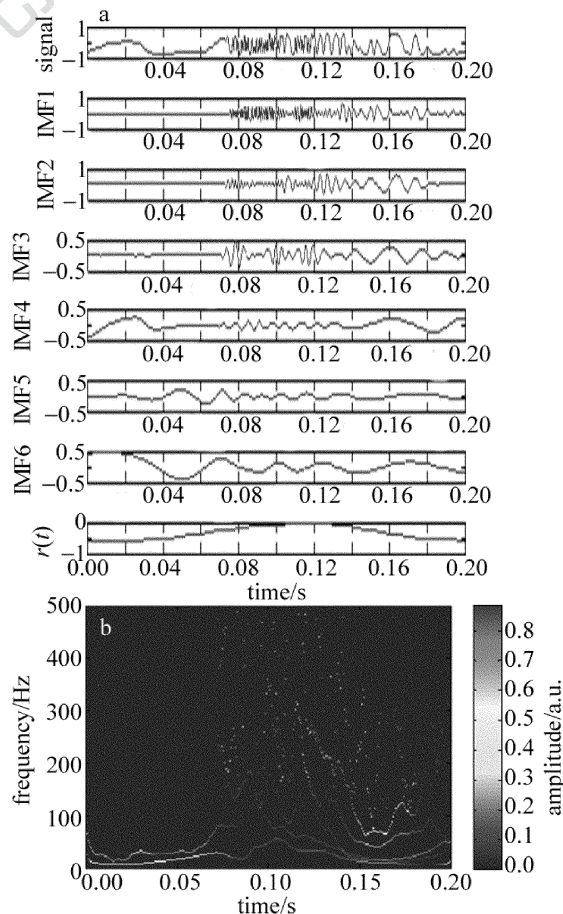 a
signal
1
−1
0.04 0.08 0.12 0.16 0.20
IMF1
1
−1
0.04 0.08 0.12 0.16 0.20
IMF2
1
−1
0.04 0.08 0.12 0.16 0.20
IMF3
0.5
−0.5
0.04 0.08 0.12 0.16 0.20
IMF4
0.5
−0.5
0.04 0.08 0.12 0.16 0.20
IMF5
0.5
−0.5
0.04 0.08 0.12 0.16 0.20
IMF6
0.5
−0.5
0.04 0.08 0.12 0.16 0.20
r(t)
0
−1
0.00 0.04 0.08 0.12 0.16 0.20
time/s
b
frequency/Hz
500
400
300
200
100
0
0.00 0.05 0.10 0.15 0.20
time/s
0.8
0.7
0.6
0.5
0.4
0.3
0.2
0.1
0.0
amplitude/a.u.